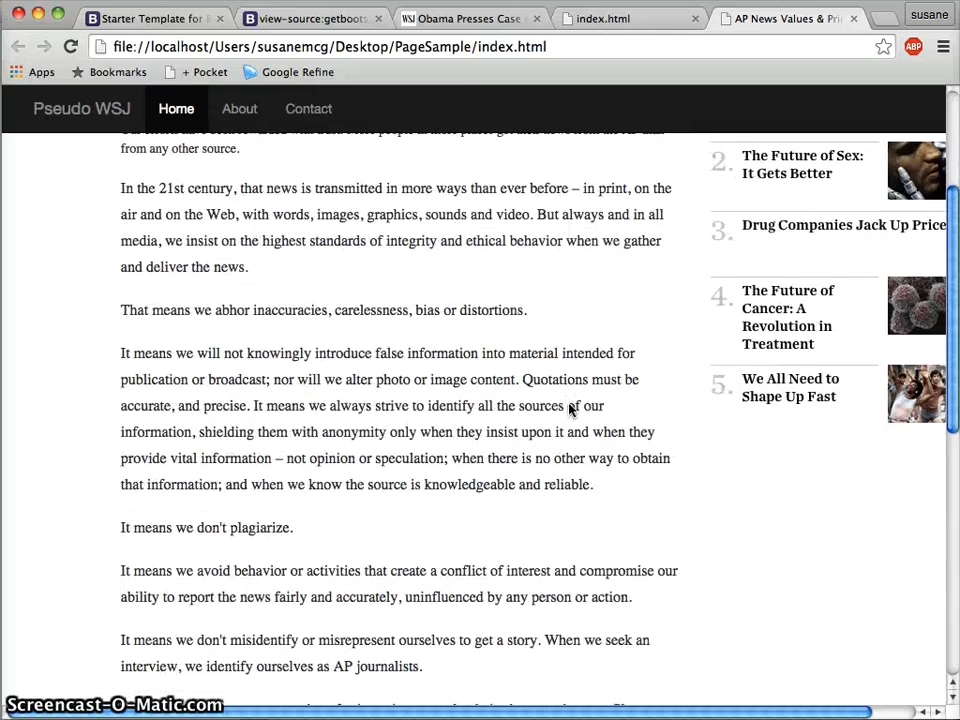 Starter Template for B
view-source:getboots
WSJ Obama Presses Case
index.html
AP News Values & Pri
susane
file://localhost/Users/susanemcg/Desktop/PageSample/index.html
ABP
Apps Bookmarks + Pocket Google Refine
Pseudo WSJ Home About Contact
from any other source.
In the 21st century, that news is transmitted in more ways than ever before – in print, on the
air and on the Web, with words, images, graphics, sounds and video. But always and in all
media, we insist on the highest standards of integrity and ethical behavior when we gather
and deliver the news.
That means we abhor inaccuracies, carelessness, bias or distortions.
It means we will not knowingly introduce false information into material intended for
publication or broadcast; nor will we alter photo or image content. Quotations must be
accurate, and precise. It means we always strive to identify all the sources of our
information, shielding them with anonymity only when they insist upon it and when they
provide vital information – not opinion or speculation; when there is no other way to obtain
that information; and when we know the source is knowledgeable and reliable.
It means we don't plagiarize.
It means we avoid behavior or activities that create a conflict of interest and compromise our
ability to report the news fairly and accurately, uninfluenced by any person or action.
It means we don't misidentify or misrepresent ourselves to get a story. When we seek an
interview, we identify ourselves as AP journalists.
2. The Future of Sex:
It Gets Better
3. Drug Companies Jack Up Price
4. The Future of
Cancer: A
Revolution in
Treatment
5. We All Need to
Shape Up Fast
Screencast-O-Matic.com